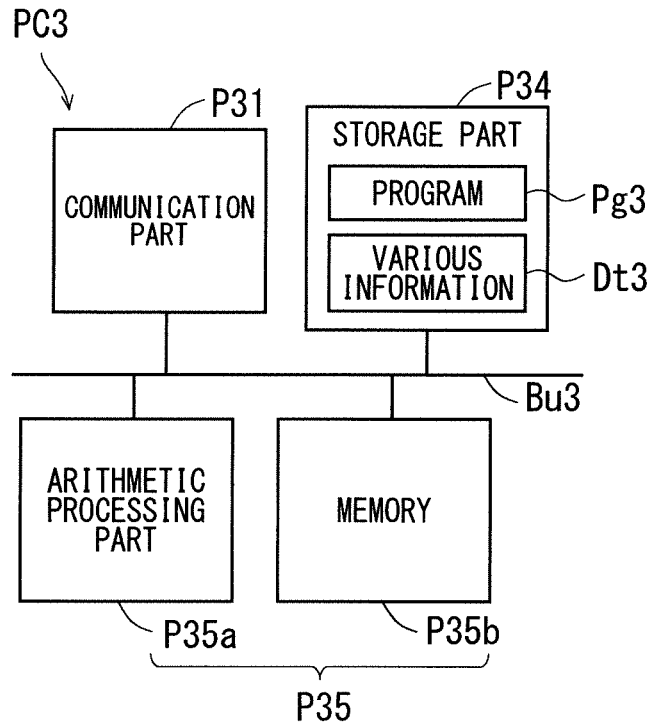 PC3
P31
P34
COMMUNICATION
PART
STORAGE PART
PROGRAM
Pg3
VARIOUS
INFORMATION
Dt3
Bu3
ARITHMETIC
PROCESSING
PART
MEMORY
P35a
P35b
P35